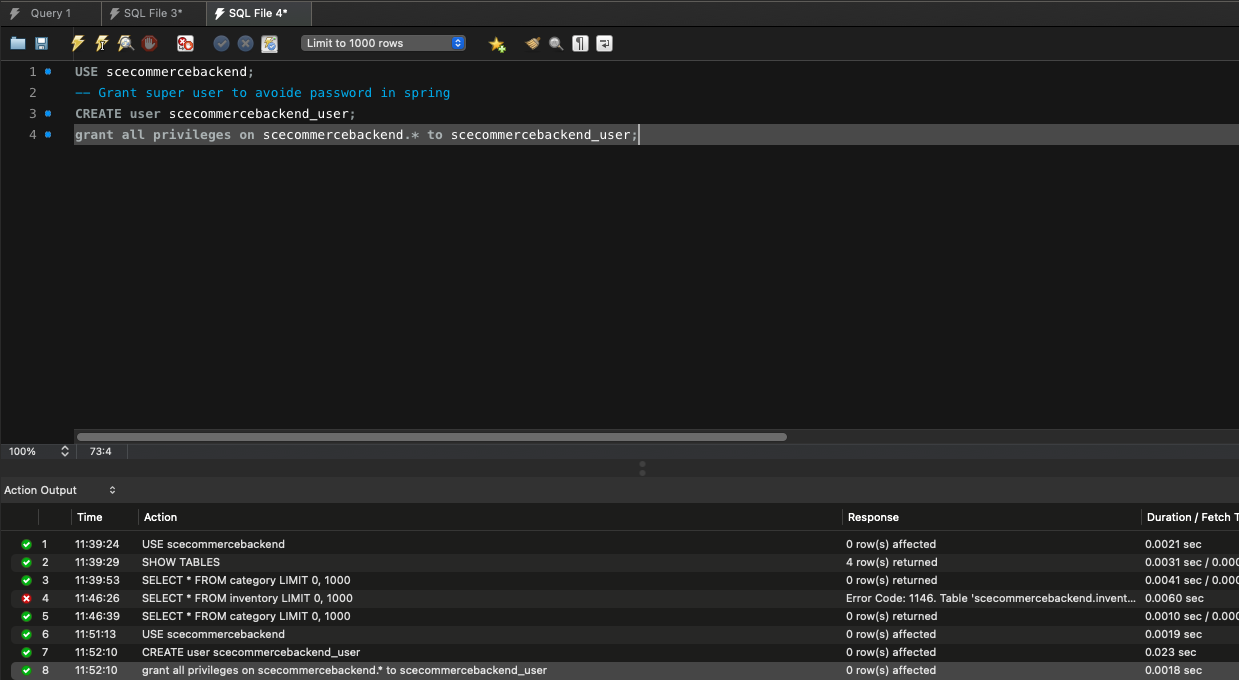 Query 1 SQL File 3* SQL File 4*
Limit to 1000 rows
1 USE scecommercebackend;
2 -- Grant super user to avoide password in spring
3 CREATE user scecommercebackend_user;
4 grant all privileges on scecommercebackend.* to scecommercebackend_user;
100% 73:4
Action Output
Time Action Response Duration / Fetch T
1 11:39:24 USE scecommercebackend 0 row(s) affected 0.0021 sec
2 11:39:29 SHOW TABLES 4 row(s) returned 0.0031 sec / 0.000
3 11:39:53 SELECT * FROM category LIMIT 0, 1000 0 row(s) returned 0.0041 sec / 0.000
4 11:46:26 SELECT * FROM inventory LIMIT 0, 1000 Error Code: 1146. Table 'scecommercebackend.invent... 0.0060 sec
5 11:46:39 SELECT * FROM category LIMIT 0, 1000 0 row(s) returned 0.0010 sec / 0.000
6 11:51:13 USE scecommercebackend 0 row(s) affected 0.0019 sec
7 11:52:10 CREATE user scecommercebackend_user 0 row(s) affected 0.023 sec
8 11:52:10 grant all privileges on scecommercebackend.* to scecommercebackend_user 0 row(s) affected 0.0018 sec